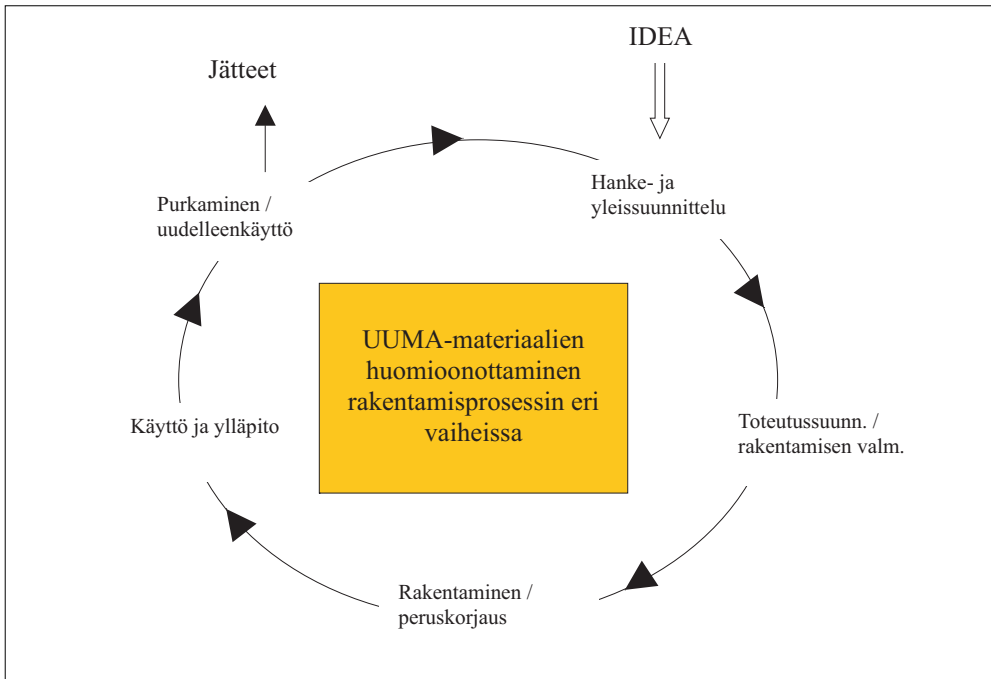 IDEA
Jätteet
Hanke- ja
yleissuunnittelu
Purkaminen /
uudelleenkäyttö
UUMA-materiaalien
huomioonottaminen
rakentamisprosessin eri
vaiheissa
Toteutussuunn. /
rakentamisen valm.
Käyttö ja ylläpito
Rakentaminen /
peruskorjaus